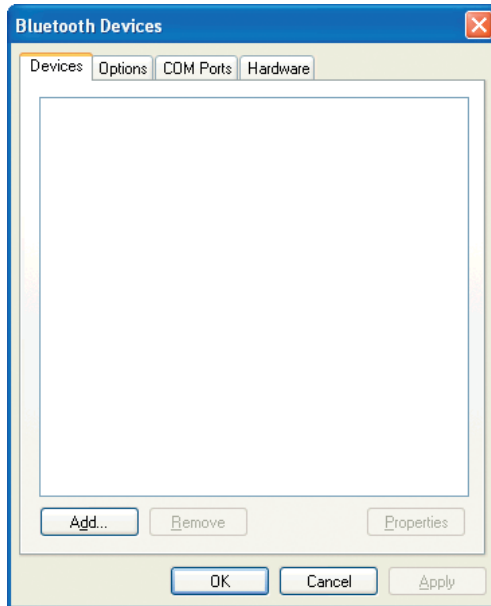 Bluetooth Devices
Devices Options COM Ports Hardware
Add... Remove Properties
OK Cancel Apply